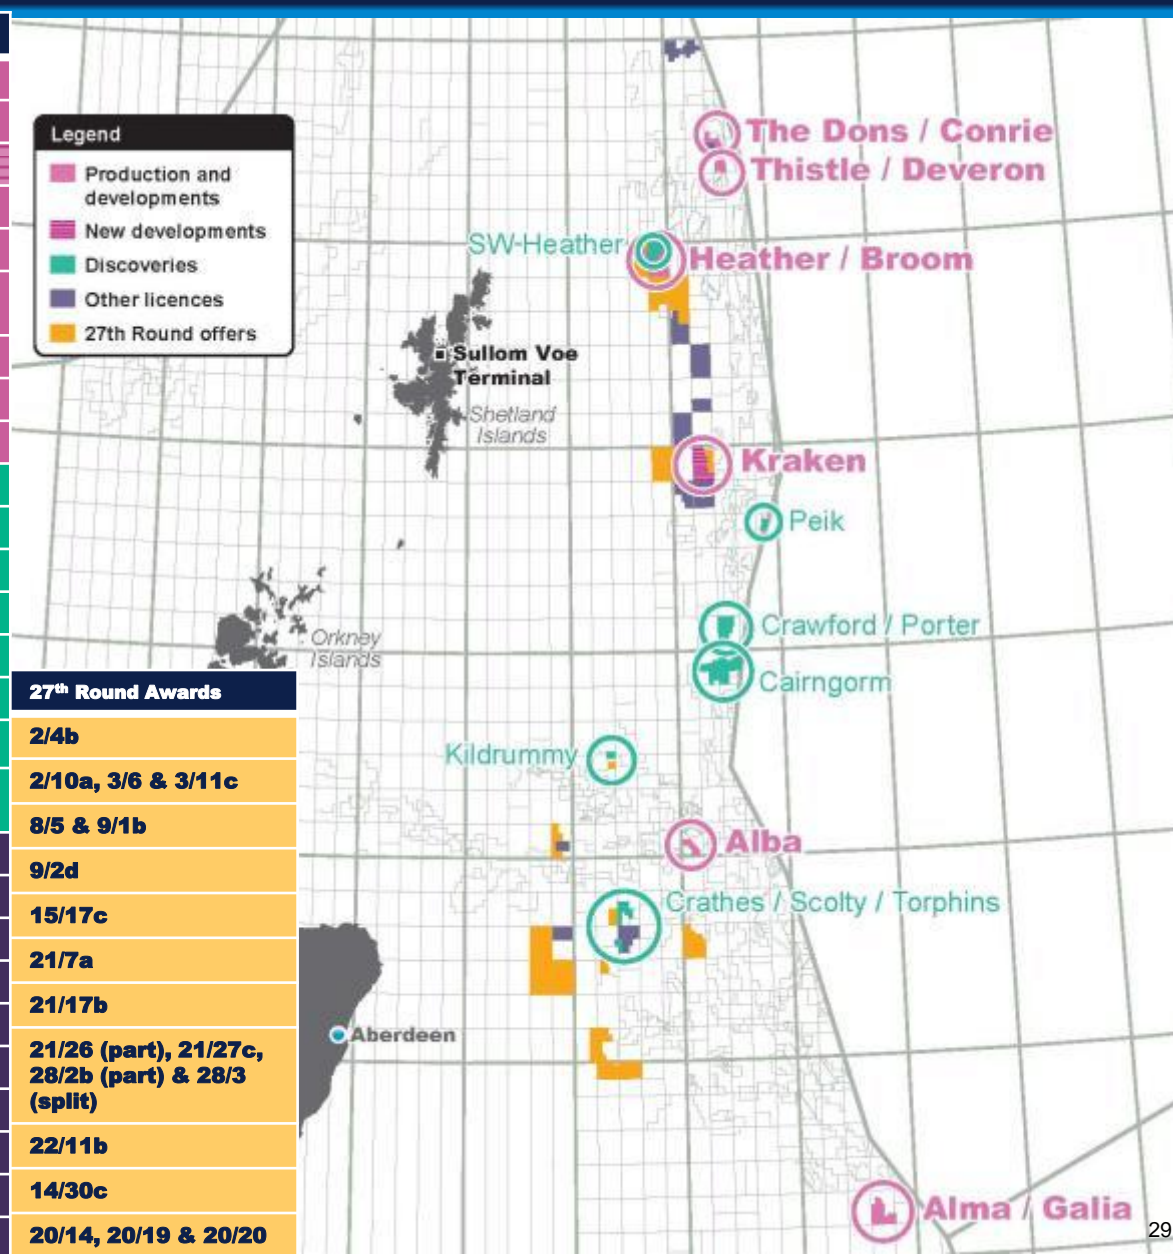 Legend
Production and
developments
New developments
Discoveries
Other licences
27th Round offers
The Dons / Conrie
Thistle / Deveron
SW-Heather
Heather / Broom
Sullom Voe
Terminal
Shetland
Islands
Kraken
Peik
Crawford / Porter
Orkney
Islands
Cairngorm
Kildrummy
Alba
Crathes / Scolty / Torphins
Aberdeen
Alma / Galia
27th Round Awards
2/4b
2/10a, 3/6 & 3/11c
8/5 & 9/1b
9/2d
15/17c
21/7a
21/17b
21/26 (part), 21/27c,
28/2b (part) & 28/3
(split)
22/11b
14/30c
20/14, 20/19 & 20/20
29